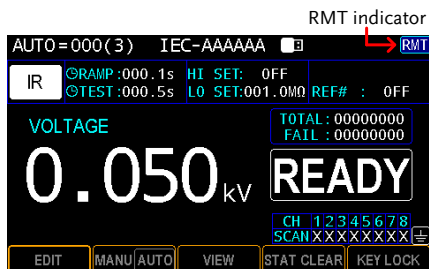 RMT indicator
AUTO=000(3) IEC-AAAAAA RMT
IR
RAMP:000.1s HI SET: OFF
TEST:000.5s LO SET:001.0MΩ REF# : OFF
VOLTAGE
TOTAL:00000000
FAIL:00000000
0.050kV
READY
CH 12345678
SCAN XXXXXXXX
EDIT MANU AUTO VIEW STAT CLEAR KEY LOCK